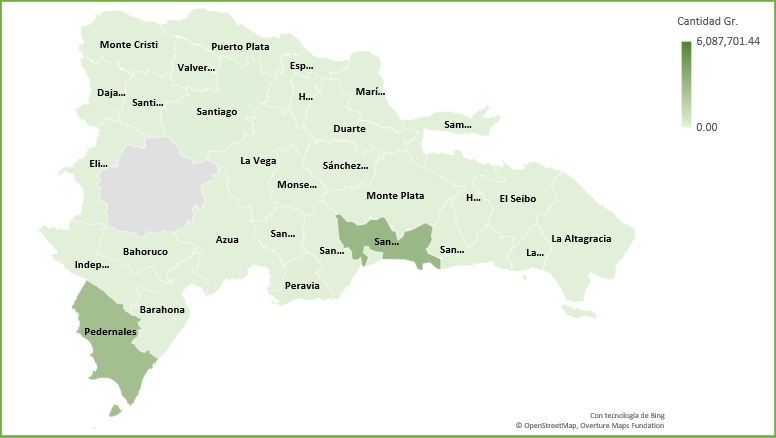 Cantidad Gr.
6,087,701.44
0.00
Monte Cristi
Puerto Plata
Valver...
Esp...
Daja...
Santi...
H...
Marí...
Santiago
Duarte
Sam...
Eli...
La Vega
Sánchez...
Monse...
Monte Plata
H...
El Seibo
San...
San...
San...
San...
La Altagracia
La...
Azua
Bahoruco
Indep...
Peravia
Barahona
Pedernales
Con tecnología de Bing
© OpenStreetMap, Overture Maps Fundation